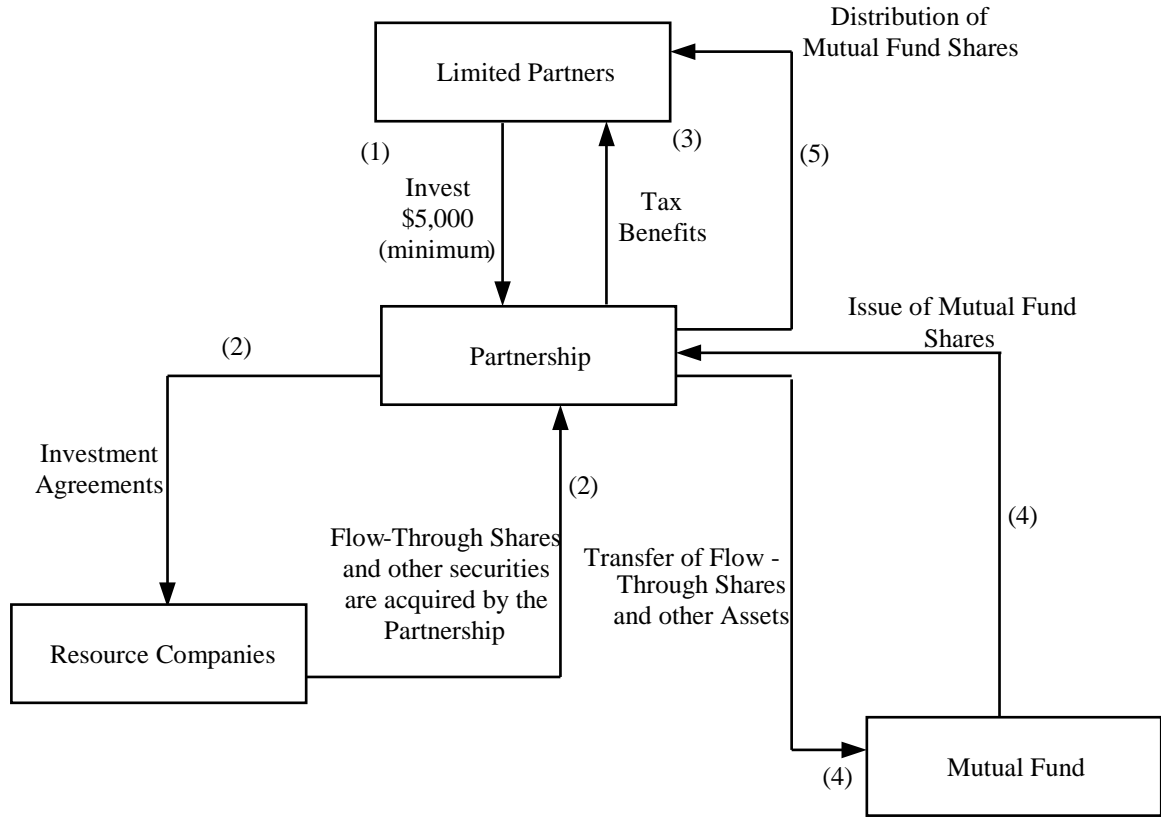 Distribution of
Mutual Fund Shares
Limited Partners
(1)
(3)
(5)
Invest
$5,000
(minimum)
Tax
Benefits
Issue of Mutual Fund
Shares
(2)
Partnership
Investment
Agreements
(2)
(4)
Flow-Through Shares
and other securities
are acquired by the
Partnership
Transfer of Flow -
Through Shares
and other Assets
Resource Companies
(4)
Mutual Fund